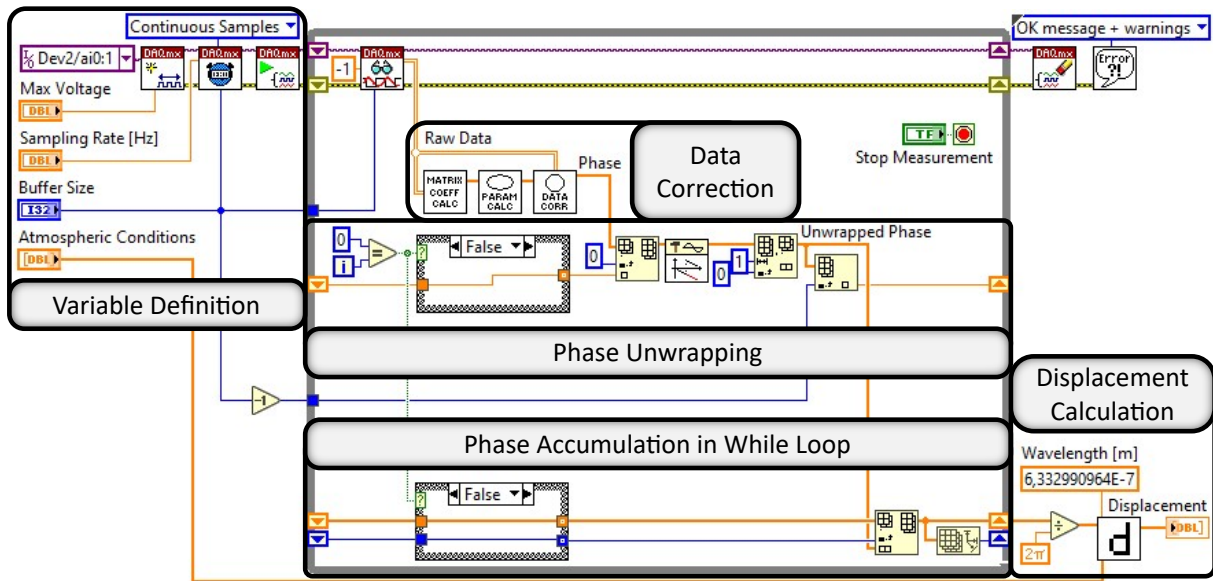 Continuous Samples
OK message + warnings
Dev2/ai0:1
DAQmx
DAQmx
DAQmx
-1
DAQmx
DAQmx
Error
?!
Max Voltage
DBL
Sampling Rate [Hz]
DBL
Buffer Size
I32
Atmospheric Conditions
[DBL]
Variable Definition
Raw Data
MATRIX
COEFF
CALC
PARAM
CALC
DATA
CORR
Phase
Data
Correction
TF
Stop Measurement
0
=
i
?
False
0
1
0
Unwrapped Phase
Phase Unwrapping
-1
Phase Accumulation in While Loop
?
False
Displacement
Calculation
Wavelength [m]
6,332990964E-7
Displacement
÷
2π
d
[DBL]